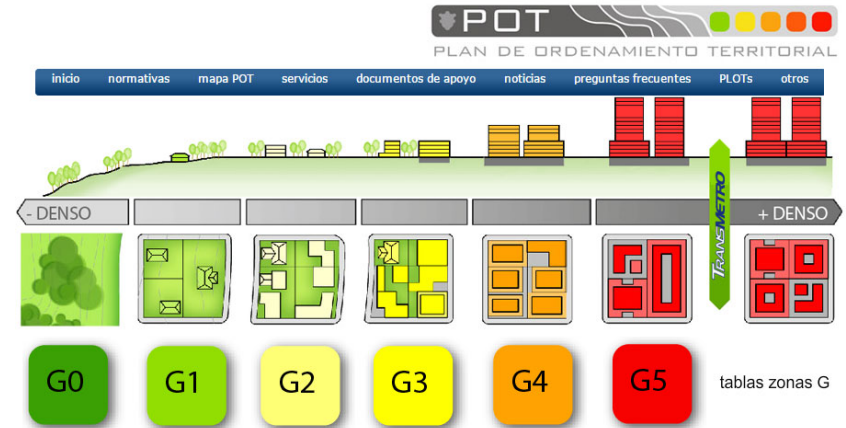 POT
PLAN DE ORDENAMIENTO TERRITORIAL
inicio normativas mapa POT servicios documentos de apoyo noticias preguntas frecuentes PLOTs otros
- DENSO
+ DENSO
TRANSMETRO
G0 G1 G2 G3 G4 G5 tablas zonas G